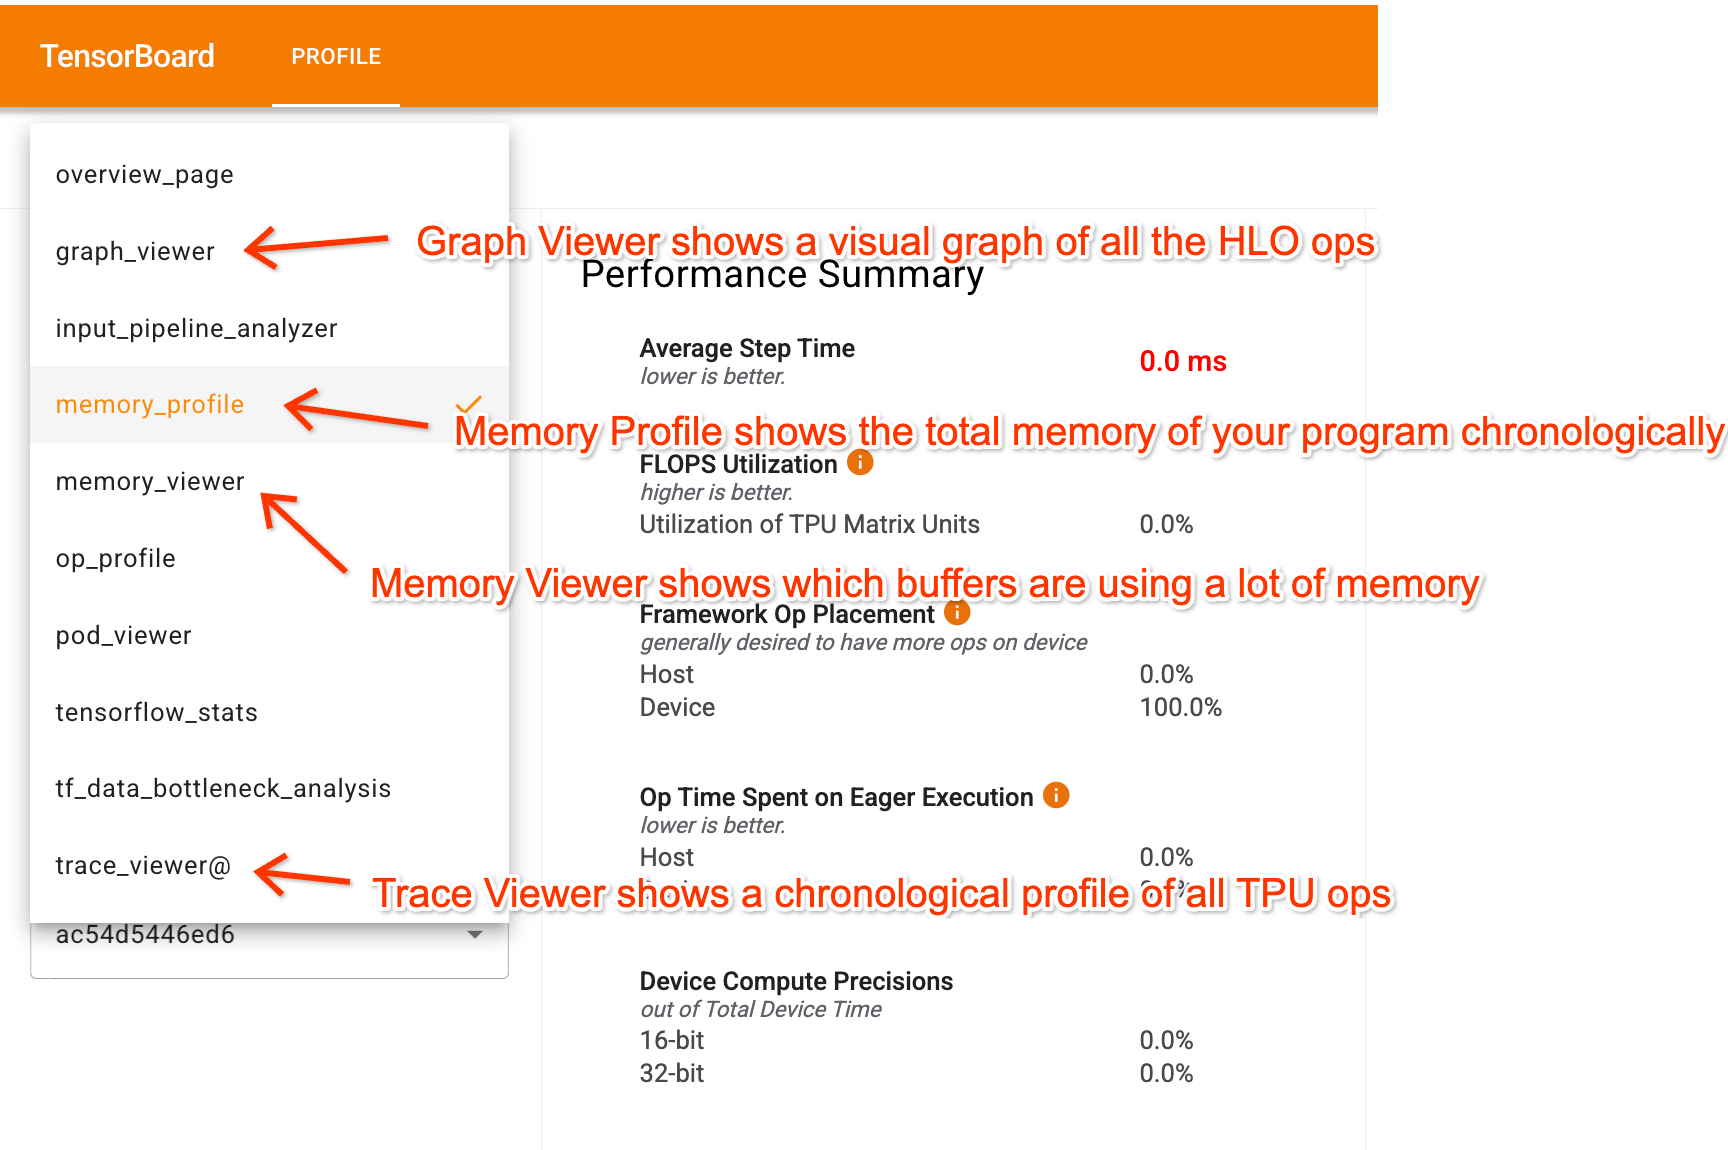 TensorBoard PROFILE
overview_page
graph_viewer
Graph Viewer shows a visual graph of all the HLO ops
Performance Summary
input_pipeline_analyzer
Average Step Time
lower is better.
0.0 ms
memory_profile
Memory Profile shows the total memory of your program chronologically
FLOPS Utilization
higher is better.
Utilization of TPU Matrix Units 0.0%
memory_viewer
op_profile
Memory Viewer shows which buffers are using a lot of memory
Framework Op Placement
generally desired to have more ops on device
Host 0.0%
Device 100.0%
pod_viewer
tensorflow_stats
tf_data_bottleneck_analysis
Op Time Spent on Eager Execution
lower is better.
Host 0.0%
trace_viewer@
Trace Viewer shows a chronological profile of all TPU ops
ac54d5446ed6
Device Compute Precisions
out of Total Device Time
16-bit 0.0%
32-bit 0.0%